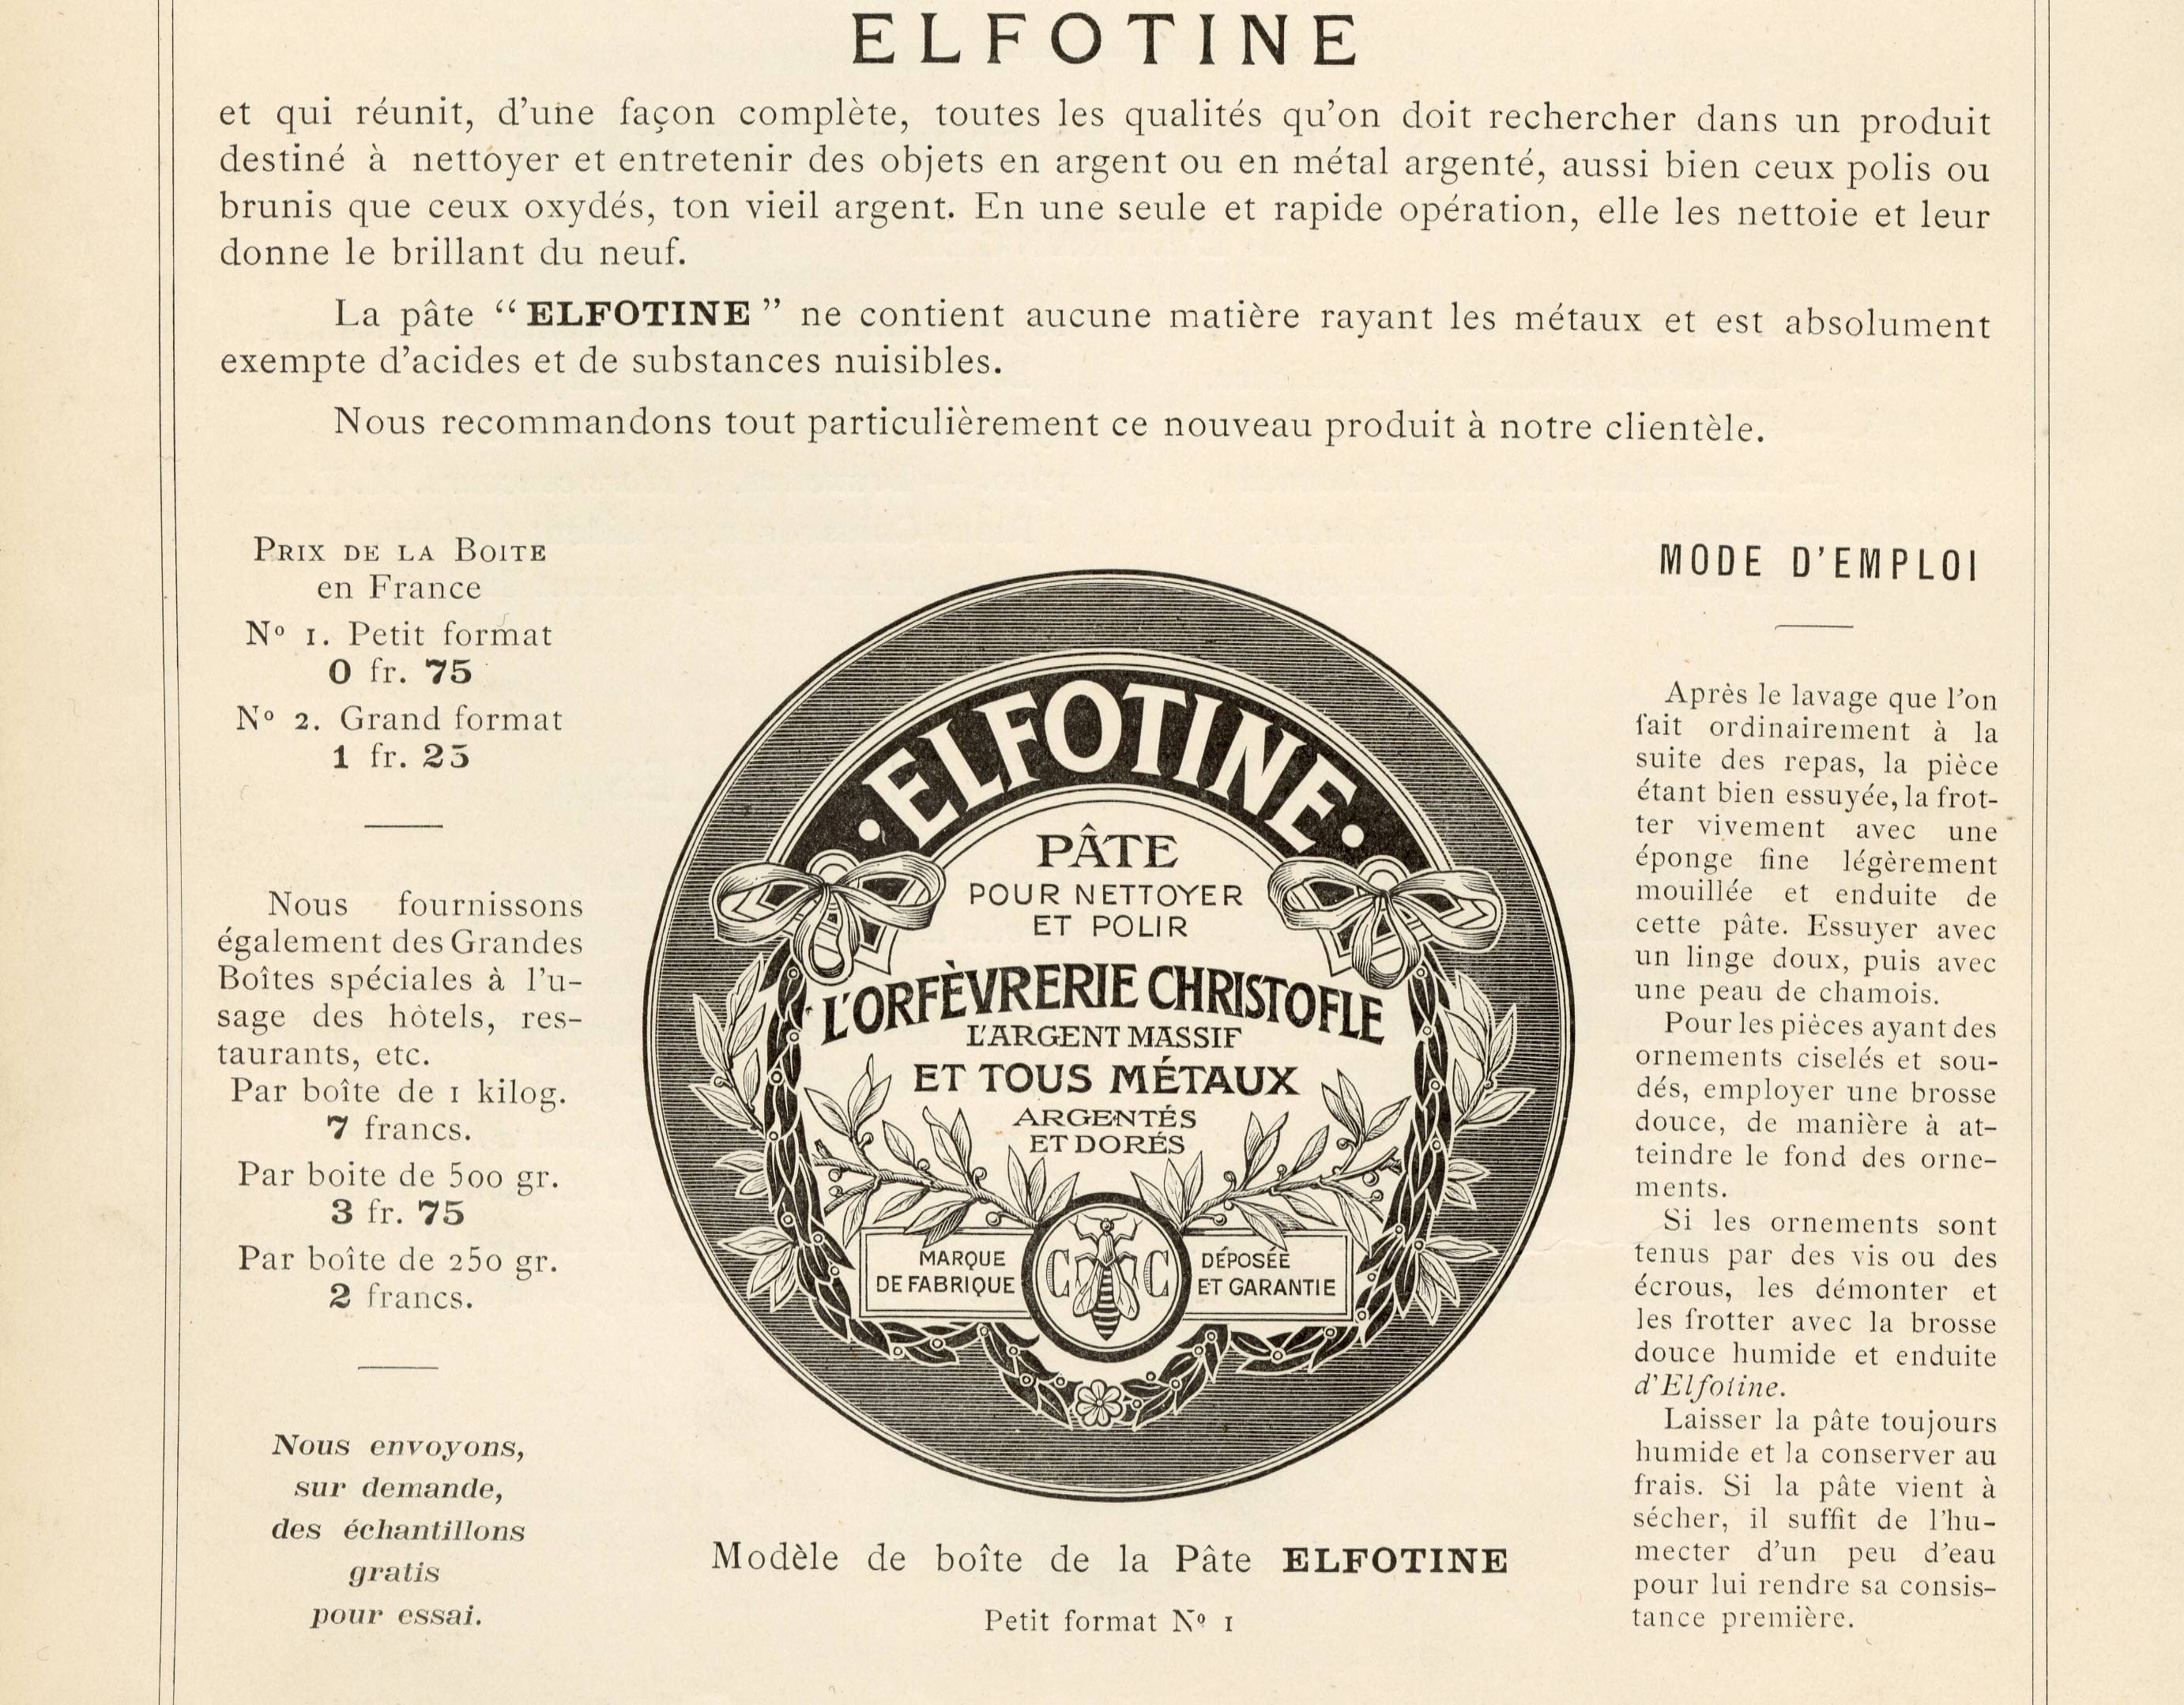 ELFOTINE
et qui réunit, d'une façon complète, toutes les qualités qu'on doit rechercher dans un produit
destiné à nettoyer et entretenir des objets en argent ou en métal argenté, aussi bien ceux polis ou
brunis que ceux oxydés, ton vieil argent. En une seule et rapide opération, elle les nettoie et leur
donne le brillant du neuf.
La pâte “ELFOTINE” ne contient aucune matière rayant les métaux et est absolument
exempte d'acides et de substances nuisibles.
Nous recommandons tout particulièrement ce nouveau produit à notre clientèle.
PRIX DE LA BOITE
en France
Nº 1. Petit format
0 fr. 75
Nº 2. Grand format
1 fr. 25
Nous fournissons
également des Grandes
Boîtes spéciales à l'u-
sage des hôtels, res-
taurants, etc.
Par boîte de 1 kilog.
7 francs.
Par boite de 500 gr.
3 fr. 75
Par boîte de 250 gr.
2 francs.
Nous envoyons,
sur demande,
des échantillons
gratis
pour essai.
·ELFOTINE·
PÂTE
POUR NETTOYER
ET POLIR
L'ORFÈVRERIE CHRISTOFLE
L'ARGENT MASSIF
ET TOUS MÉTAUX
ARGENTÉS
ET DORÉS
MARQUE
DE FABRIQUE
C C
DÉPOSÉE
ET GARANTIE
Modèle de boîte de la Pâte ELFOTINE
Petit format Nº 1
MODE D'EMPLOI
Après le lavage que l'on
fait ordinairement à la
suite des repas, la pièce
étant bien essuyée, la frot-
ter vivement avec une
éponge fine légèrement
mouillée et enduite de
cette pâte. Essuyer avec
un linge doux, puis avec
une peau de chamois.
Pour les pièces ayant des
ornements ciselés et sou-
dés, employer une brosse
douce, de manière à at-
teindre le fond des orne-
ments.
Si les ornements sont
tenus par des vis ou des
écrous, les démonter et
les frotter avec la brosse
douce humide et enduite
d'Elfotine.
Laisser la pâte toujours
humide et la conserver au
frais. Si la pâte vient à
sécher, il suffit de l'hu-
mecter d'un peu d'eau
pour lui rendre sa consis-
tance première.